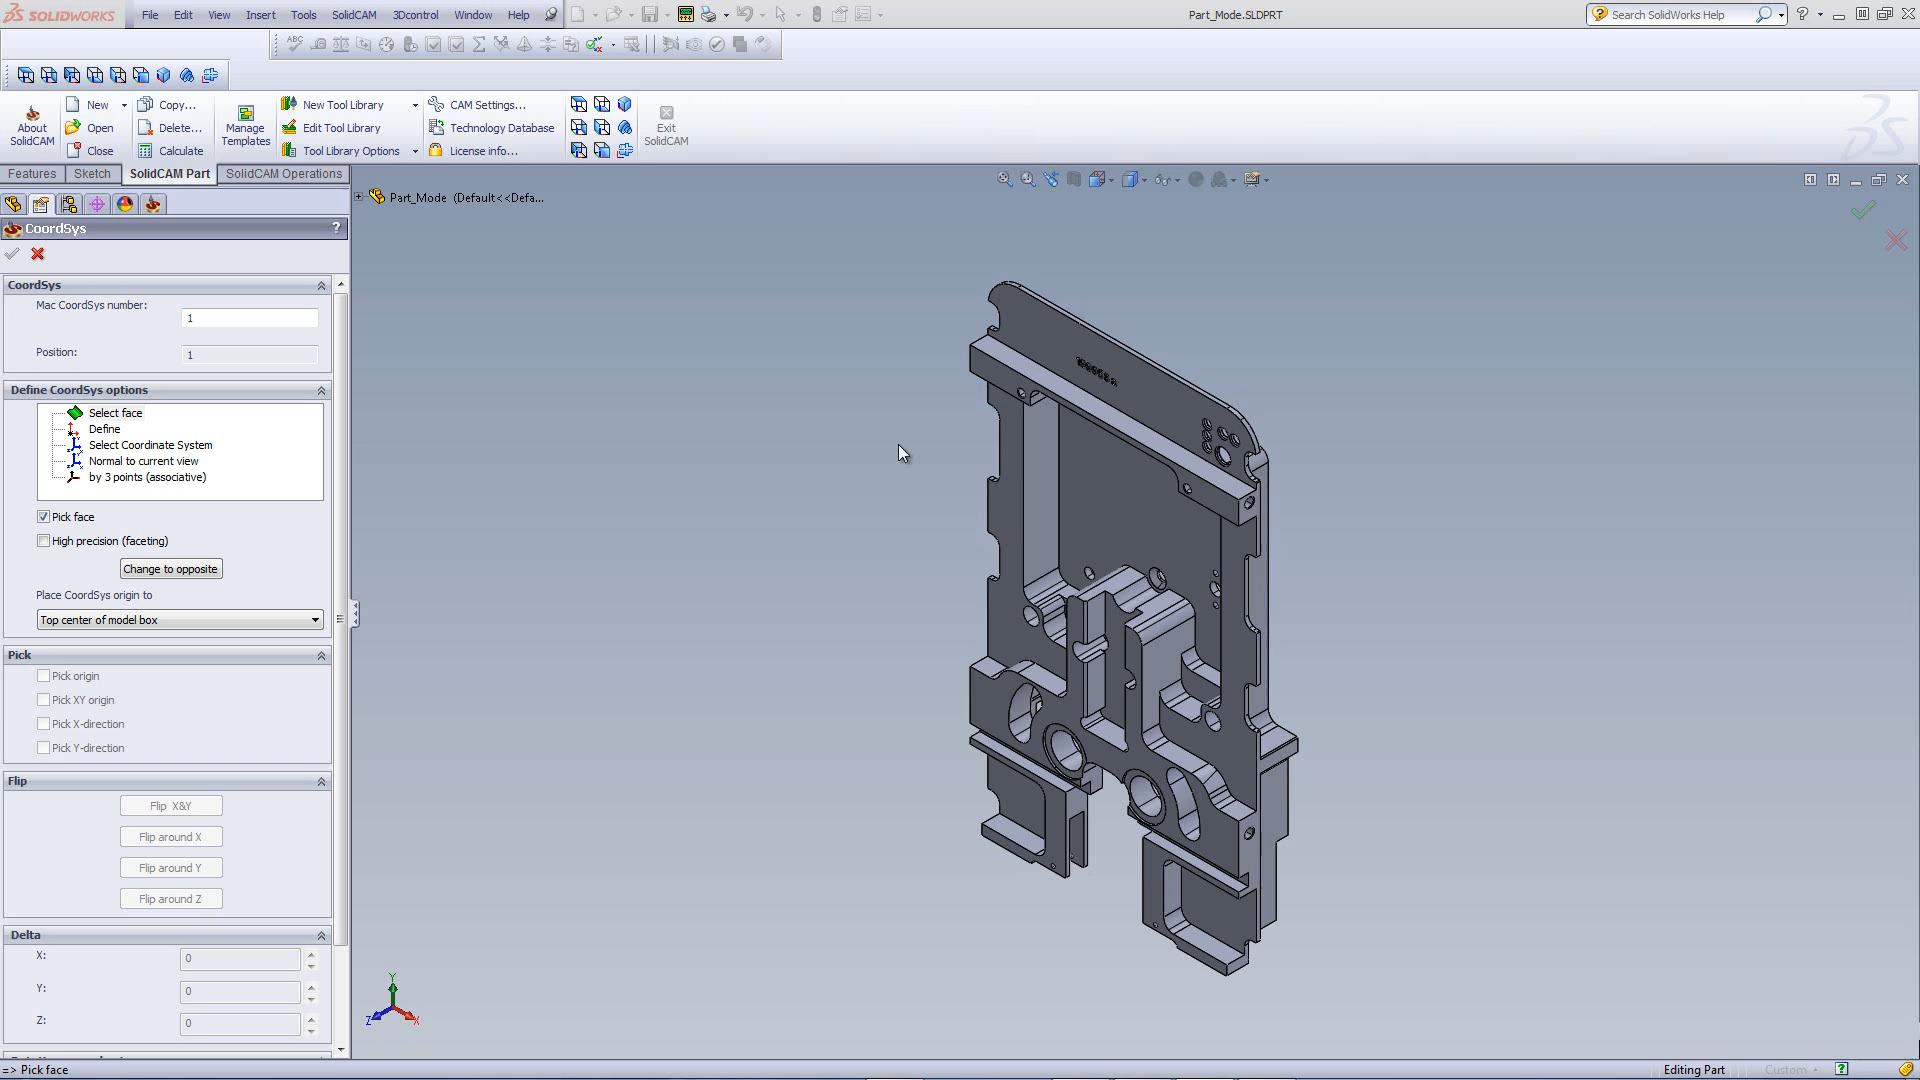 SOLIDWORKS
File Edit View Insert Tools SolidCAM 3Dcontrol Window Help
Part_Mode.SLDPRT
Search SolidWorks Help
ABC
About SolidCAM
New
Open
Close
Copy...
Delete...
Calculate
Manage Templates
New Tool Library
Edit Tool Library
Tool Library Options
CAM Settings...
Technology Database
License info...
Exit SolidCAM
Features Sketch SolidCAM Part SolidCAM Operations
Part_Mode (Default<<Defa...
CoordSys ?
CoordSys
Mac CoordSys number:
1
Position:
1
Define CoordSys options
Select face
Define
Select Coordinate System
Normal to current view
by 3 points (associative)
Pick face
High precision (faceting)
Change to opposite
Place CoordSys origin to
Top center of model box
Pick
Pick origin
Pick XY origin
Pick X-direction
Pick Y-direction
Flip
Flip X&Y
Flip around X
Flip around Y
Flip around Z
Delta
X:
0
Y:
0
Z:
0
Y
Z
X
=> Pick face
Editing Part
Custom